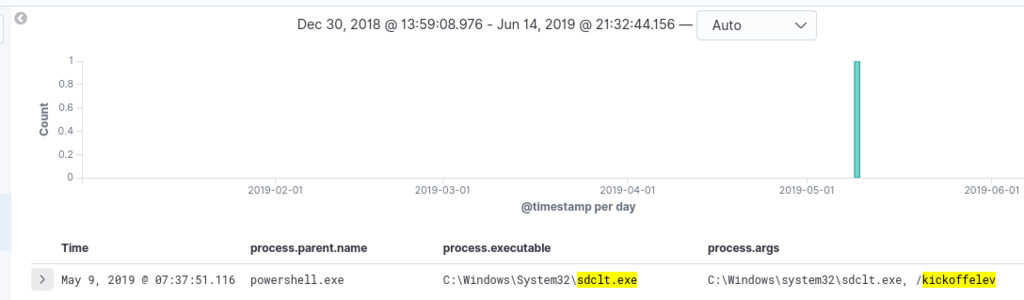 Dec 30, 2018 @ 13:59:08.976 - Jun 14, 2019 @ 21:32:44.156 — Auto
1
0.8
0.6
0.4
0.2
0
Count
2019-02-01 2019-03-01 2019-04-01 2019-05-01 2019-06-01
@timestamp per day
Time process.parent.name process.executable process.args
May 9, 2019 @ 07:37:51.116 powershell.exe C:\Windows\System32\sdclt.exe C:\Windows\system32\sdclt.exe, /kickoffelev